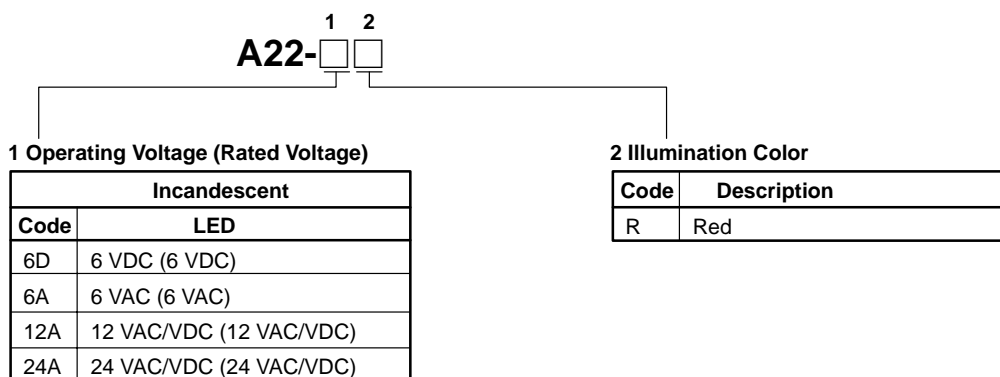 1 2
A22-
1 Operating Voltage (Rated Voltage)
Incandescent
Code LED
6D 6 VDC (6 VDC)
6A 6 VAC (6 VAC)
12A 12 VAC/VDC (12 VAC/VDC)
24A 24 VAC/VDC (24 VAC/VDC)
2 Illumination Color
Code Description
R Red